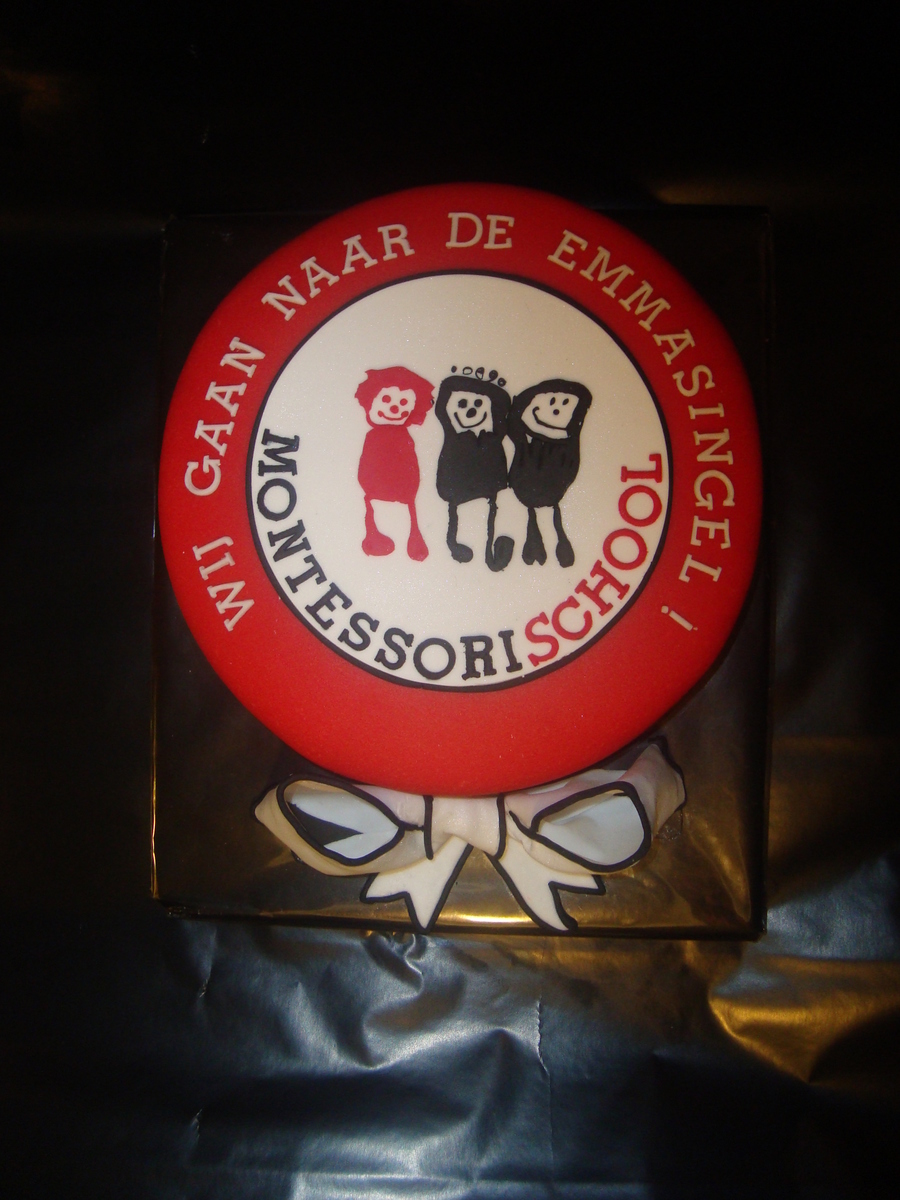 WIJ GAAN NAAR DE EMMASINGEL!
MONTESSORISCHOOL